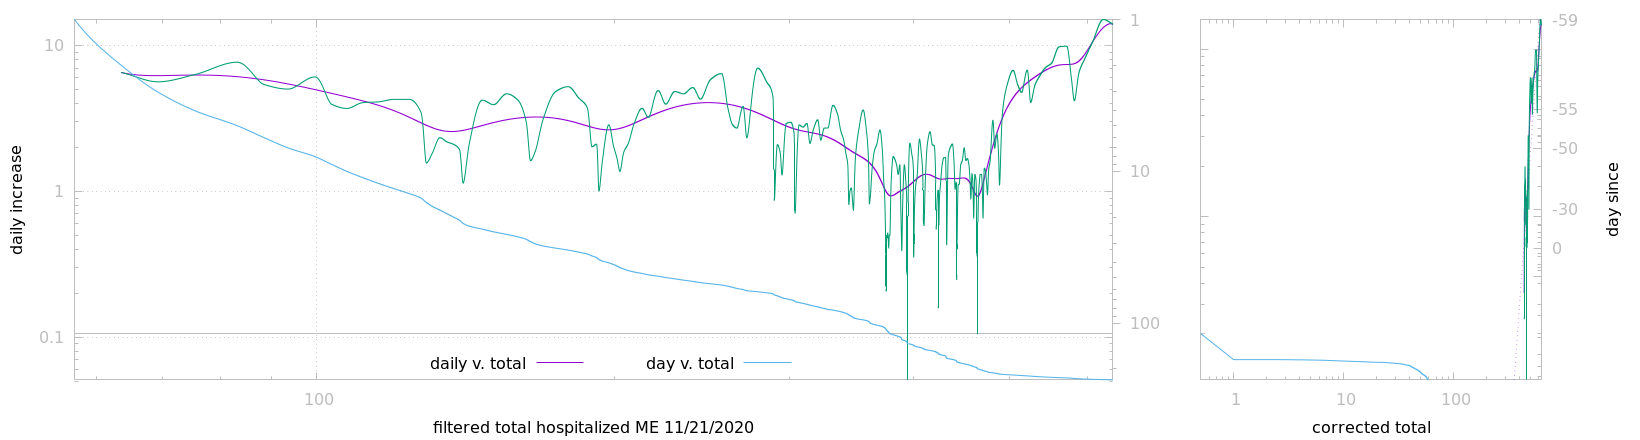 10
1
0.1
daily increase
100
filtered total hospitalized ME 11/21/2020
daily v. total
day v. total
1
10
100
-59
-55
-50
-30
0
day since
1
10
100
corrected total